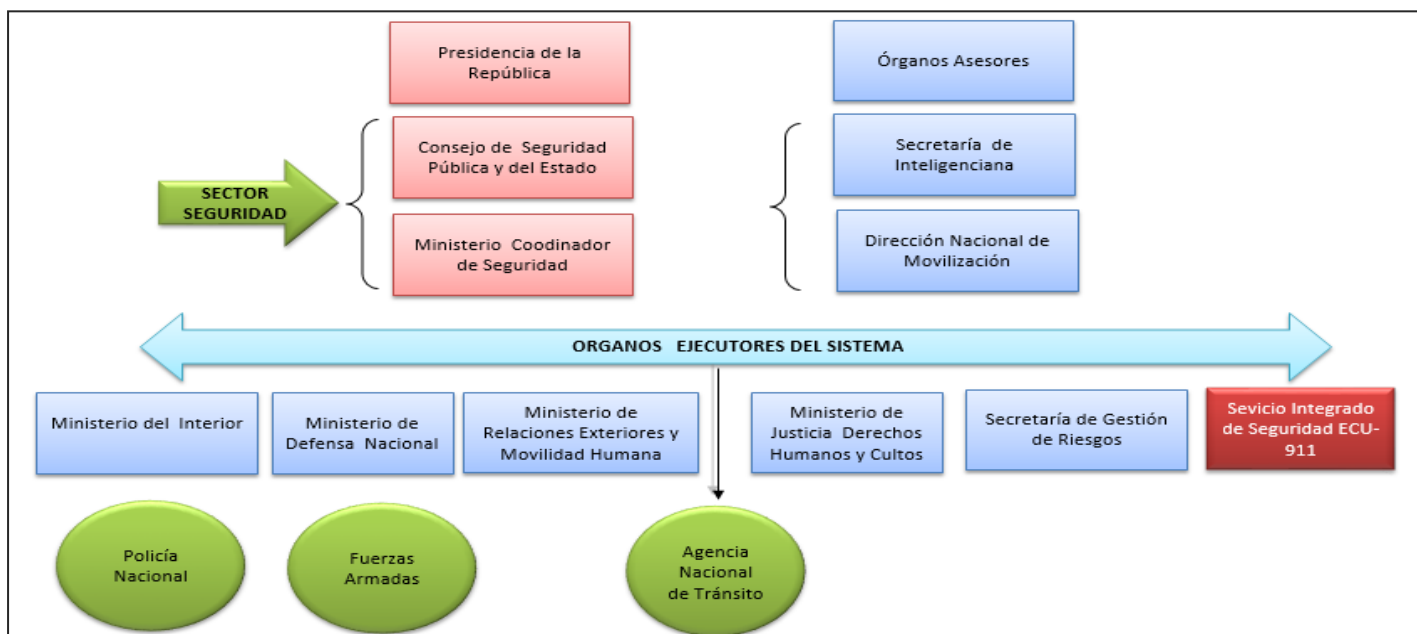 Presidencia de la
República
Órganos Asesores
Consejo de Seguridad
Pública y del Estado
Secretaría de
Inteligenciana
SECTOR
SEGURIDAD
Ministerio Coodinador
de Seguridad
Dirección Nacional de
Movilización
ORGANOS EJECUTORES DEL SISTEMA
Ministerio del Interior
Ministerio de
Defensa Nacional
Ministerio de
Relaciones Exteriores y
Movilidad Humana
Ministerio de
Justicia Derechos
Humanos y Cultos
Secretaría de Gestión
de Riesgos
Sevicio Integrado
de Seguridad ECU-
911
Policía
Nacional
Fuerzas
Armadas
Agencia
Nacional
de Tránsito